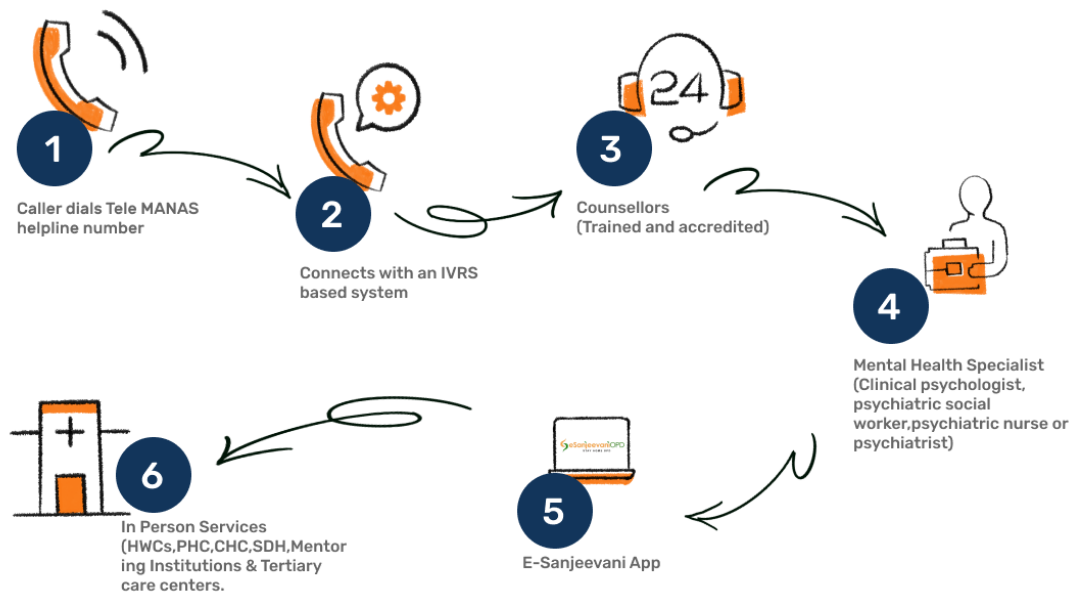 1
Caller dials Tele MANAS
helpline number
2
Connects with an IVRS
based system
24
3
Counsellors
(Trained and accredited)
4
Mental Health Specialist
(Clinical psychologist,
psychiatric social
worker,psychiatric nurse or
psychiatrist)
eSanjeevaniOPD
5
E-Sanjeevani App
6
In Person Services
(HWCs,PHC,CHC,SDH,Mentor
ing Institutions & Tertiary
care centers.